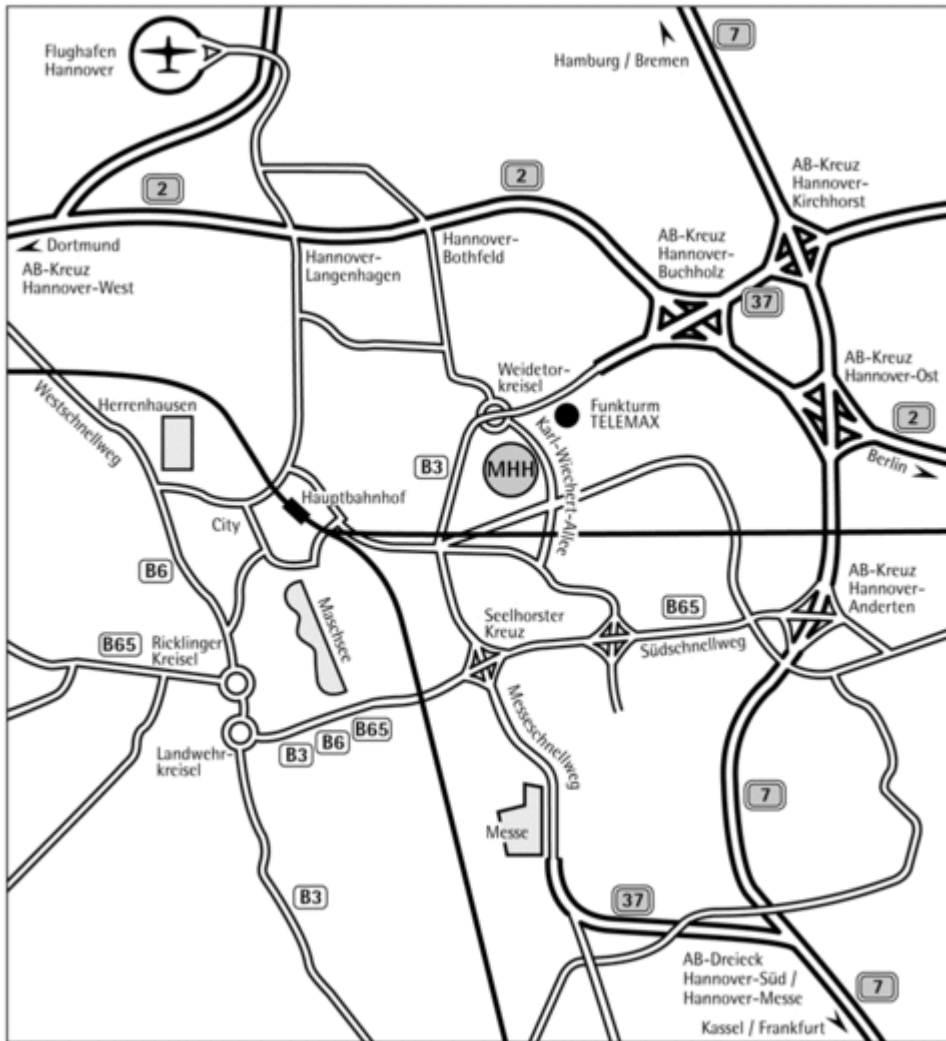 7
Flughafen
Hannover
Hamburg / Bremen
AB-Kreuz
Hannover-
Kirchhorst
2
2
Dortmund
AB-Kreuz
Hannover-West
Hannover-
Langenhagen
Hannover-
Bothfeld
AB-Kreuz
Hannover-
Buchholz
37
Weidetor-
kreisel
AB-Kreuz
Hannover-Ost
Westschnellweg
Herrenhausen
Funkturm
TELEMAX
2
Karl-Wiechert-Allee
B3
MHH
Berlin
Hauptbahnhof
City
B6
AB-Kreuz
Hannover-
Anderten
Maschsee
Seelhorster
Kreuz
B65
B65
Ricklinger
Kreisel
Südschnellweg
Messeschnellweg
B65
B6
B3
Landwehr-
kreisel
7
Messe
B3
37
AB-Dreieck
Hannover-Süd /
Hannover-Messe
7
Kassel / Frankfurt